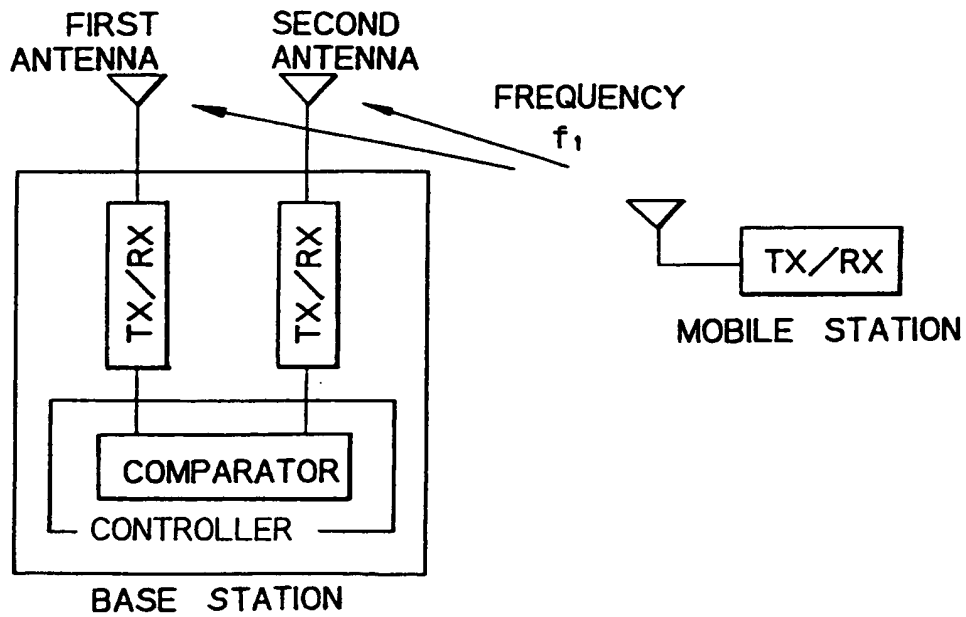 FIRST
ANTENNA
SECOND
ANTENNA
FREQUENCY
f₁
TX/RX
TX/RX
TX/RX
MOBILE STATION
COMPARATOR
CONTROLLER
BASE STATION